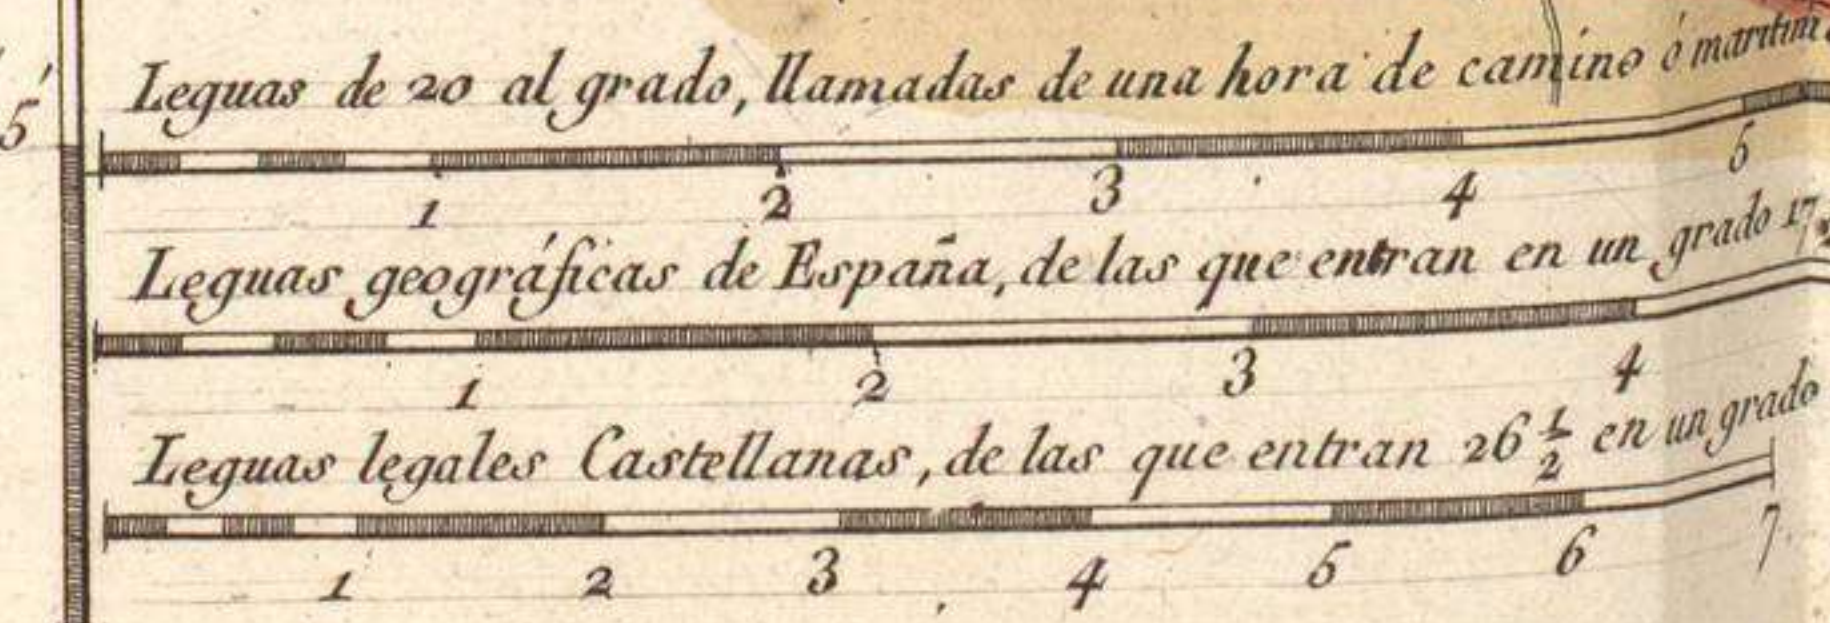 5'
Leguas de 20 al grado, llamadas de una hora de camino ó
1 2 3 4 5
Leguas geográficas de España, de las que entran en un grado 17
1 2 3 4
Leguas legales Castellanas, de las que entran 26 1/2 en un grado
1 2 3 4 5 6 7